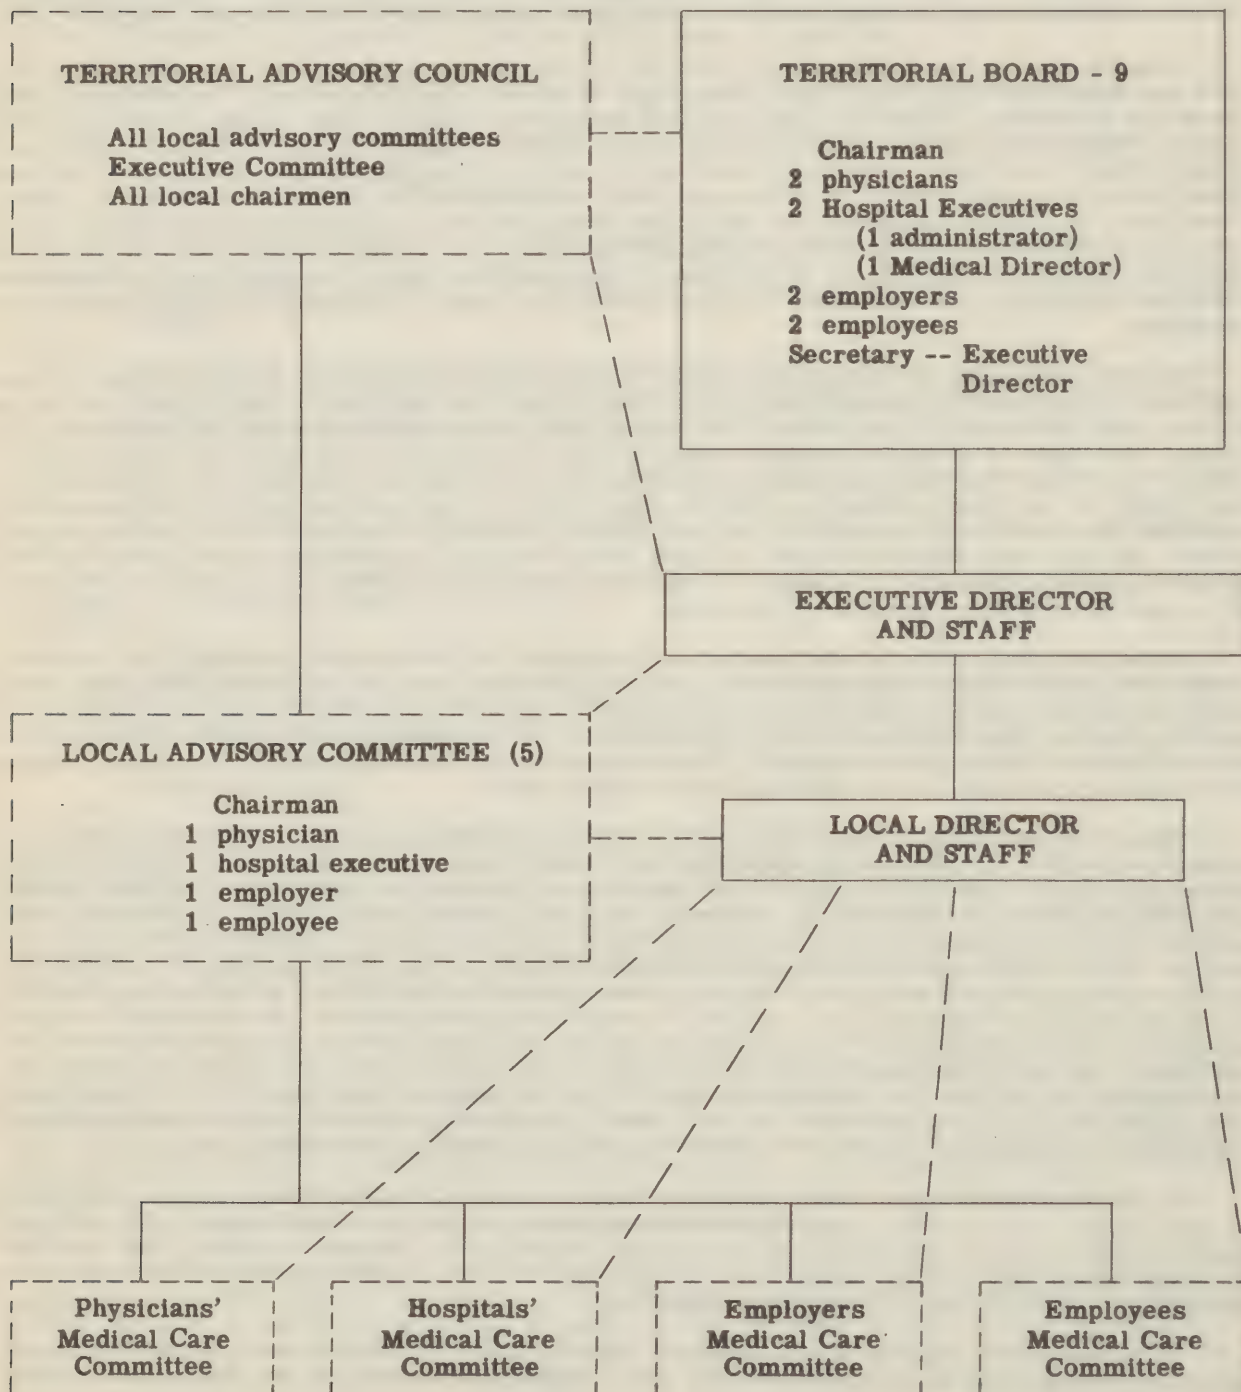 TERRITORIAL ADVISORY COUNCIL
All local advisory committees
Executive Committee
All local chairmen
TERRITORIAL BOARD - 9
Chairman
2 physicians
2 Hospital Executives
(1 administrator)
(1 Medical Director)
2 employers
2 employees
Secretary -- Executive
Director
EXECUTIVE DIRECTOR
AND STAFF
LOCAL ADVISORY COMMITTEE (5)
Chairman
1 physician
1 hospital executive
1 employer
1 employee
LOCAL DIRECTOR
AND STAFF
Physicians'
Medical Care
Committee
Hospitals'
Medical Care
Committee
Employers
Medical Care
Committee
Employees
Medical Care
Committee